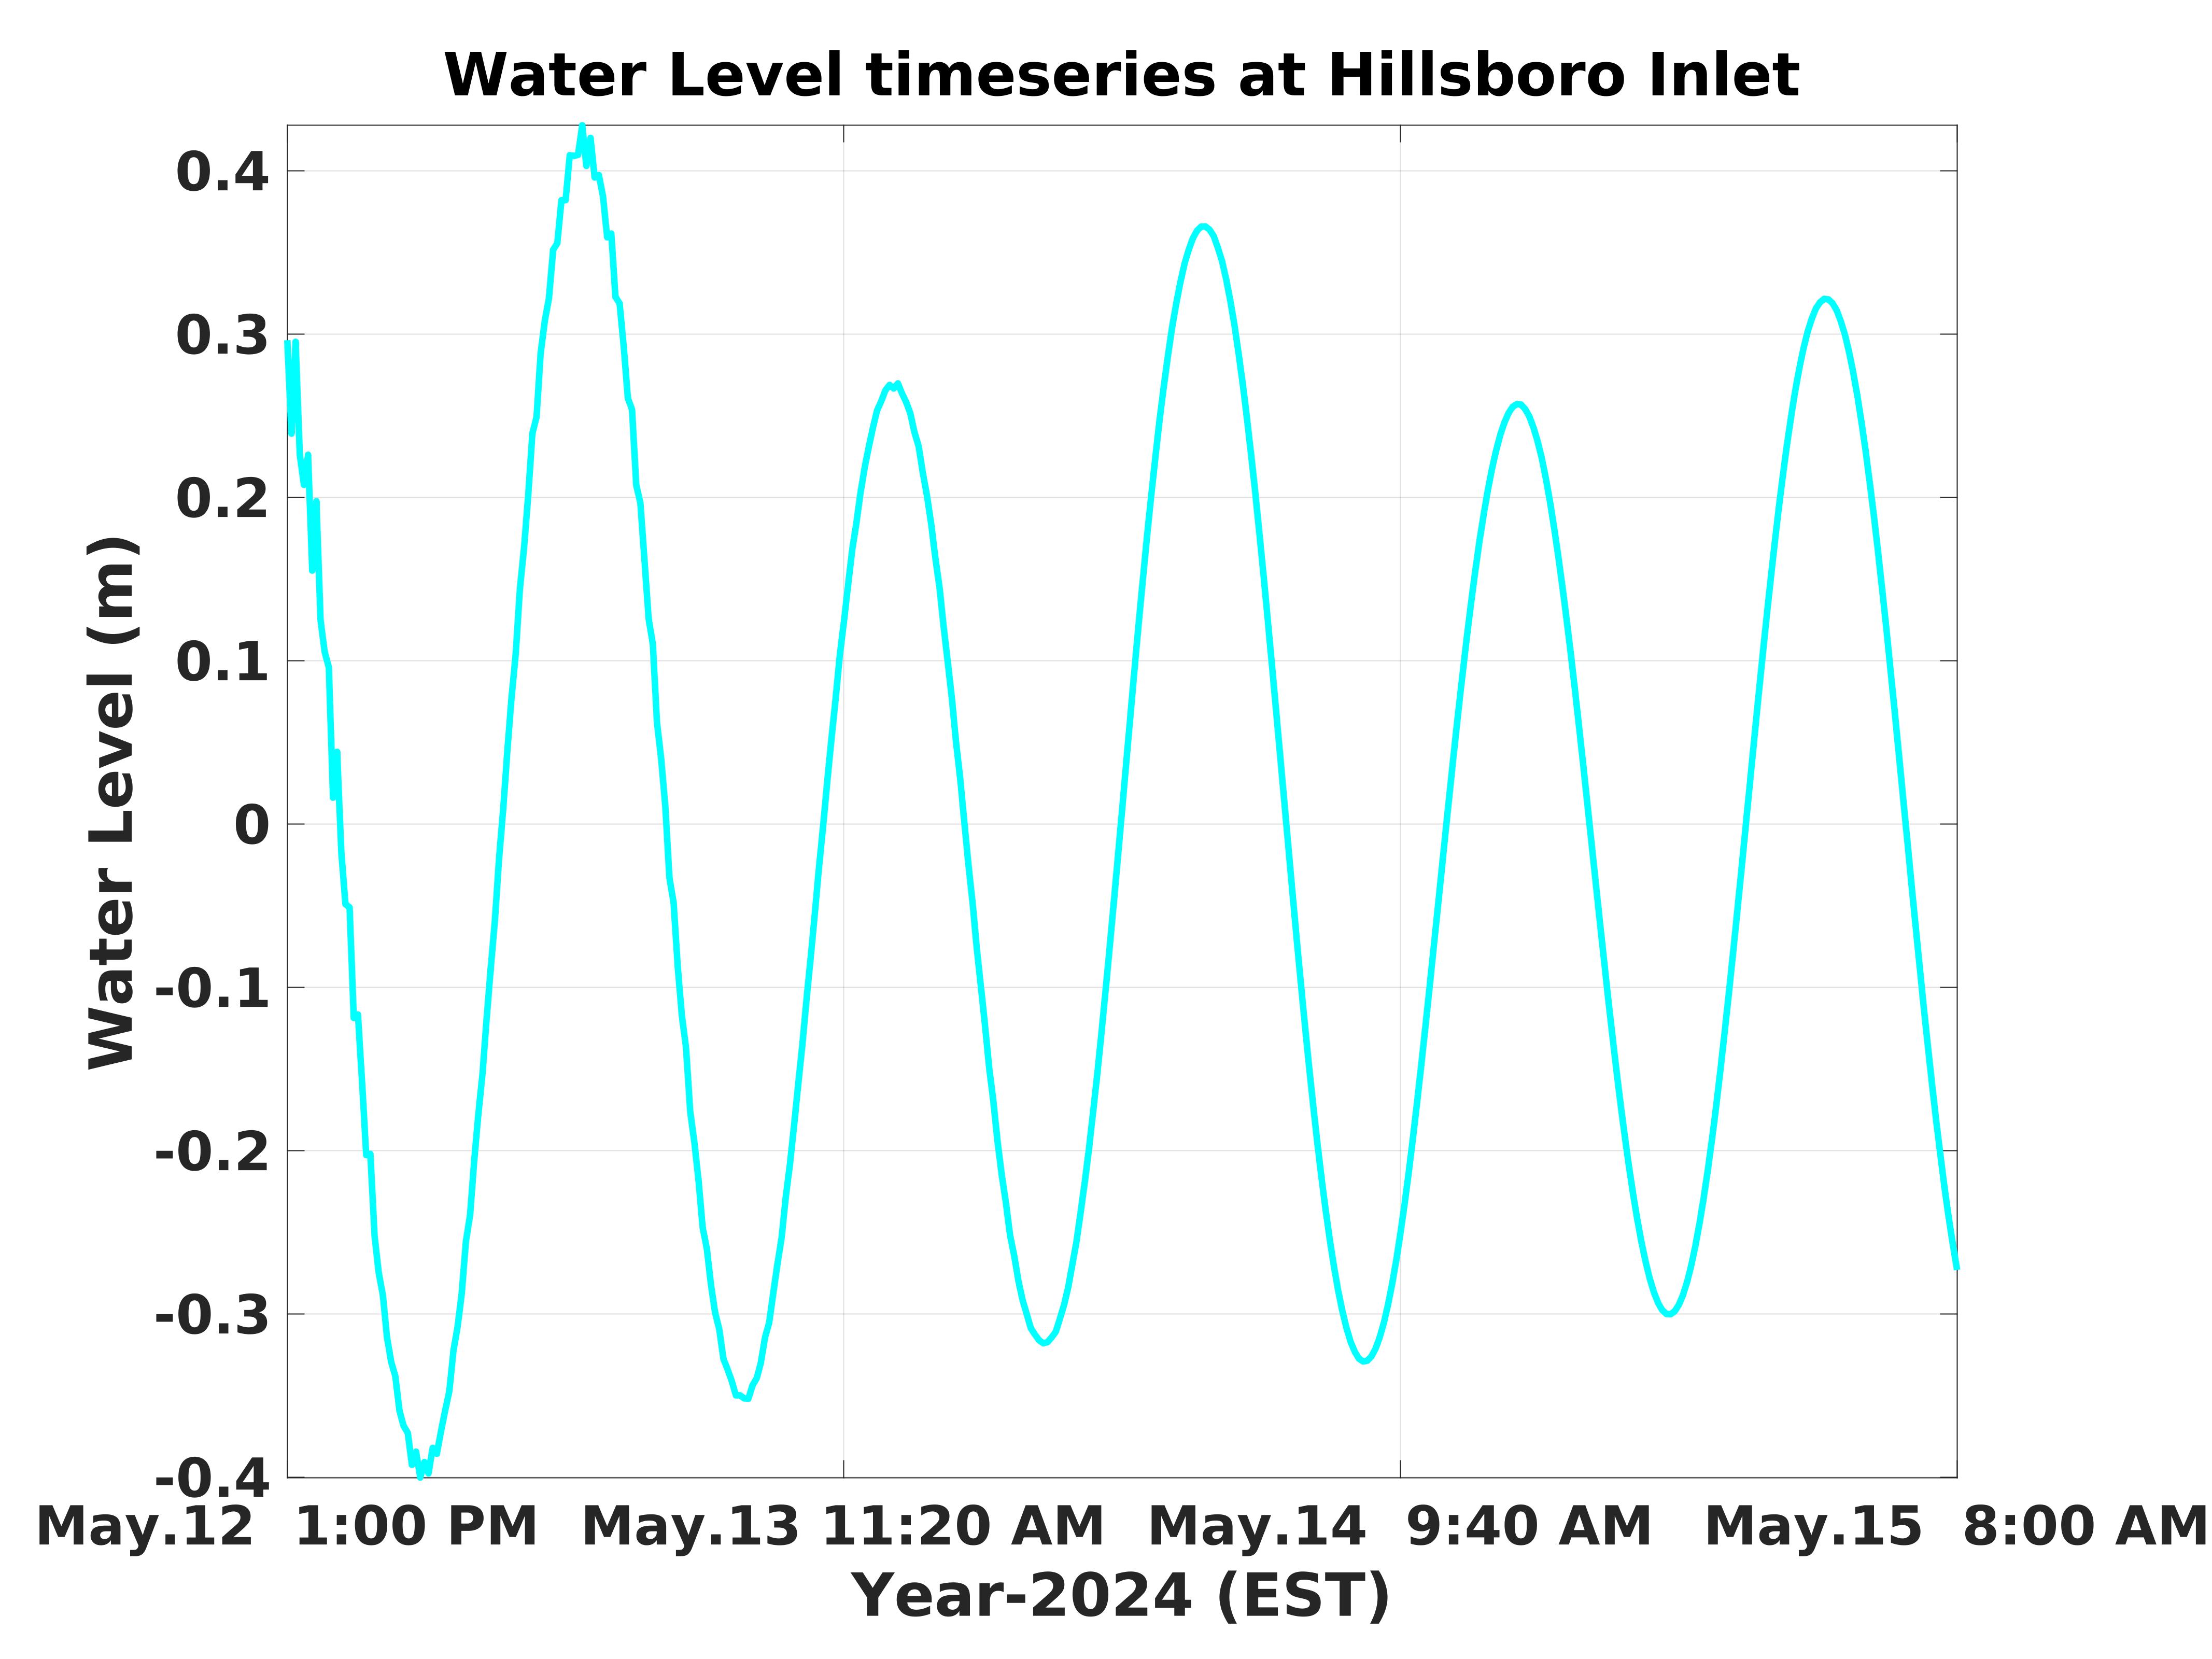 Water Level timeseries at Hillsboro Inlet
0.4
0.3
0.2
0.1
0
-0.1
-0.2
-0.3
-0.4
Water Level (m)
May.12 1:00 PM May.13 11:20 AM May.14 9:40 AM May.15 8:00 AM
Year-2024 (EST)